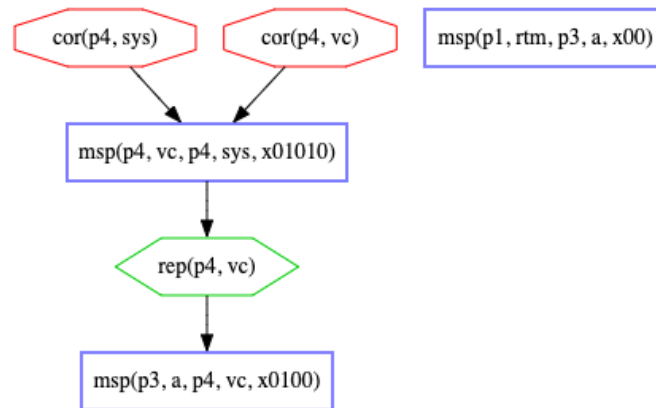 cor(p4, sys)
cor(p4, vc)
msp(p1, rtm, p3, a, x00)
msp(p4, vc, p4, sys, x01010)
rep(p4, vc)
msp(p3, a, p4, vc, x0100)